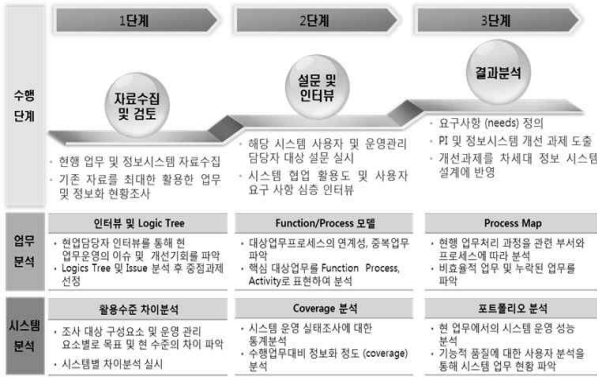 1단계
2단계
3단계
수행
단계
자료수집
및 검토
설문 및
인터뷰
결과분석
• 현행 업무 및 정보시스템 자료수집
• 기존 자료를 최대한 활용한 업무
및 정보화 현황조사
• 해당 시스템 사용자 및 운영관리
담당자 대상 설문 실시
• 시스템 협업 활용도 및 사용자
요구 사항 심층 인터뷰
• 요구사항 (needs) 정의
• PI 및 정보시스템 개선 과제 도출
• 개선과제를 차세대 정보 시스템
설계에 반영
업무
분석
인터뷰 및 Logic Tree
• 현업담당자 인터뷰를 통해 현
업무운영의 이슈 및 개선기회를 파악
• Logics Tree 및 Issue 분석 후 중점과제
선정
Function/Process 모델
• 대상업무프로세스의 연계성, 중복업무
파악
• 핵심 대상업무를 Function Process,
Activity로 표현하여 분석
Process Map
• 현행 업무처리 과정을 관련 부서와
프로세스에 따라 분석
• 비효율적 업무 및 누락된 업무를
파악
시스템
분석
활용수준 차이분석
• 조사 대상 구성요소 및 운영 관리
요소별로 목표 및 현 수준의 차이 파악
• 시스템별 차이분석 실시
Coverage 분석
• 시스템 운영 실태조사에 대한
통계분석
• 수행업무대비 정보화 정도 (coverage)
분석
포트폴리오 분석
• 현 업무에서의 시스템 운영 성능
분석
• 기능적 품질에 대한 사용자 분석을
통해 시스템 업무 현황 파악